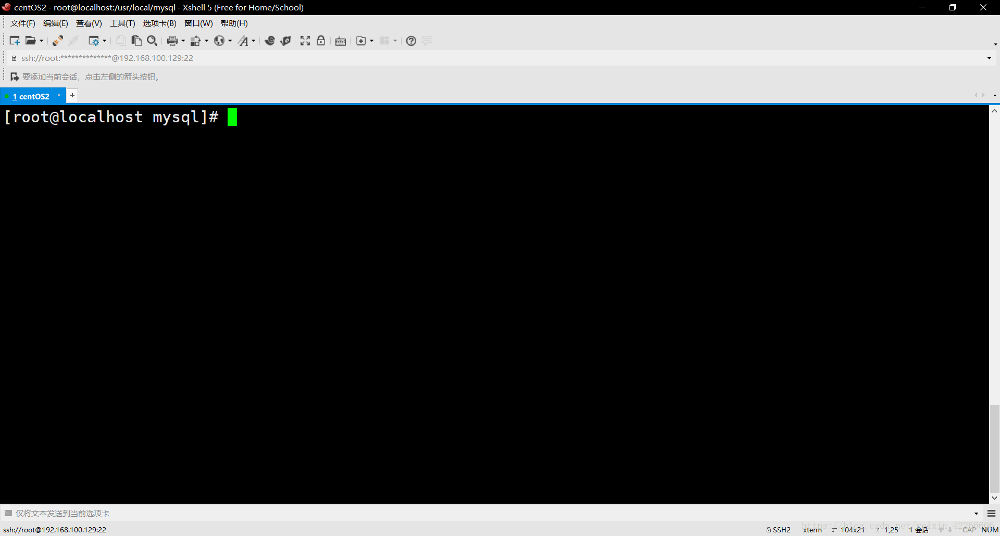 centOS2 - root@localhost:/usr/local/mysql - Xshell 5 (Free for Home/School)
文件(F) 编辑(E) 查看(V) 工具(T) 选项卡(B) 窗口(W) 帮助(H)
ssh://root:**************@192.168.100.129:22
要添加当前会话，点击左侧的箭头按钮。
1 centOS2
[root@localhost mysql]#
仅将文本发送到当前选项卡
https://blog.csdn.net/weixin_42266606
ssh://root@192.168.100.129:22 SSH2 xterm 104x21 1,25 1 会话 CAP NUM